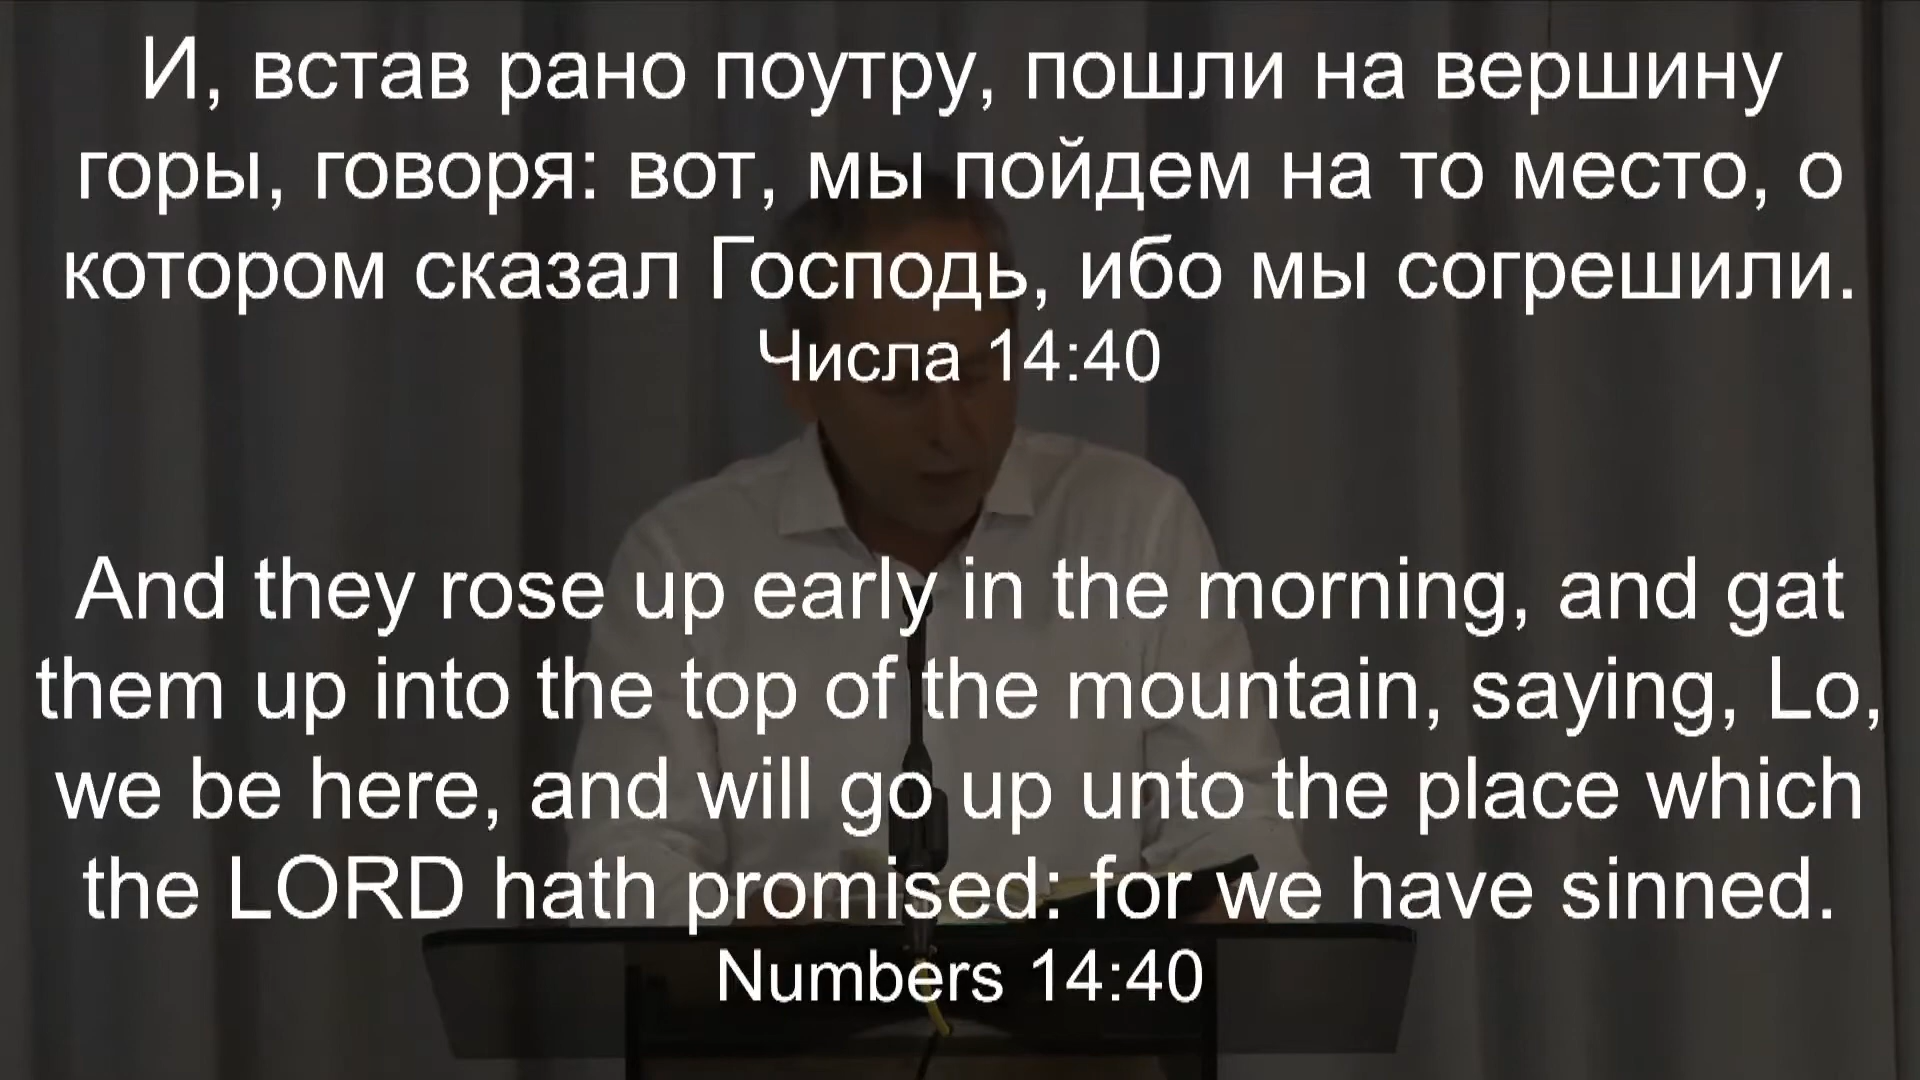 И, встав рано поутру, пошли на вершину
горы, говоря: вот, мы пойдем на то место, о
котором сказал Господь, ибо мы согрешили.
Числа 14:40
And they rose up early in the morning, and gat
them up into the top of the mountain, saying, Lo,
we be here, and will go up unto the place which
the LORD hath promised: for we have sinned.
Numbers 14:40